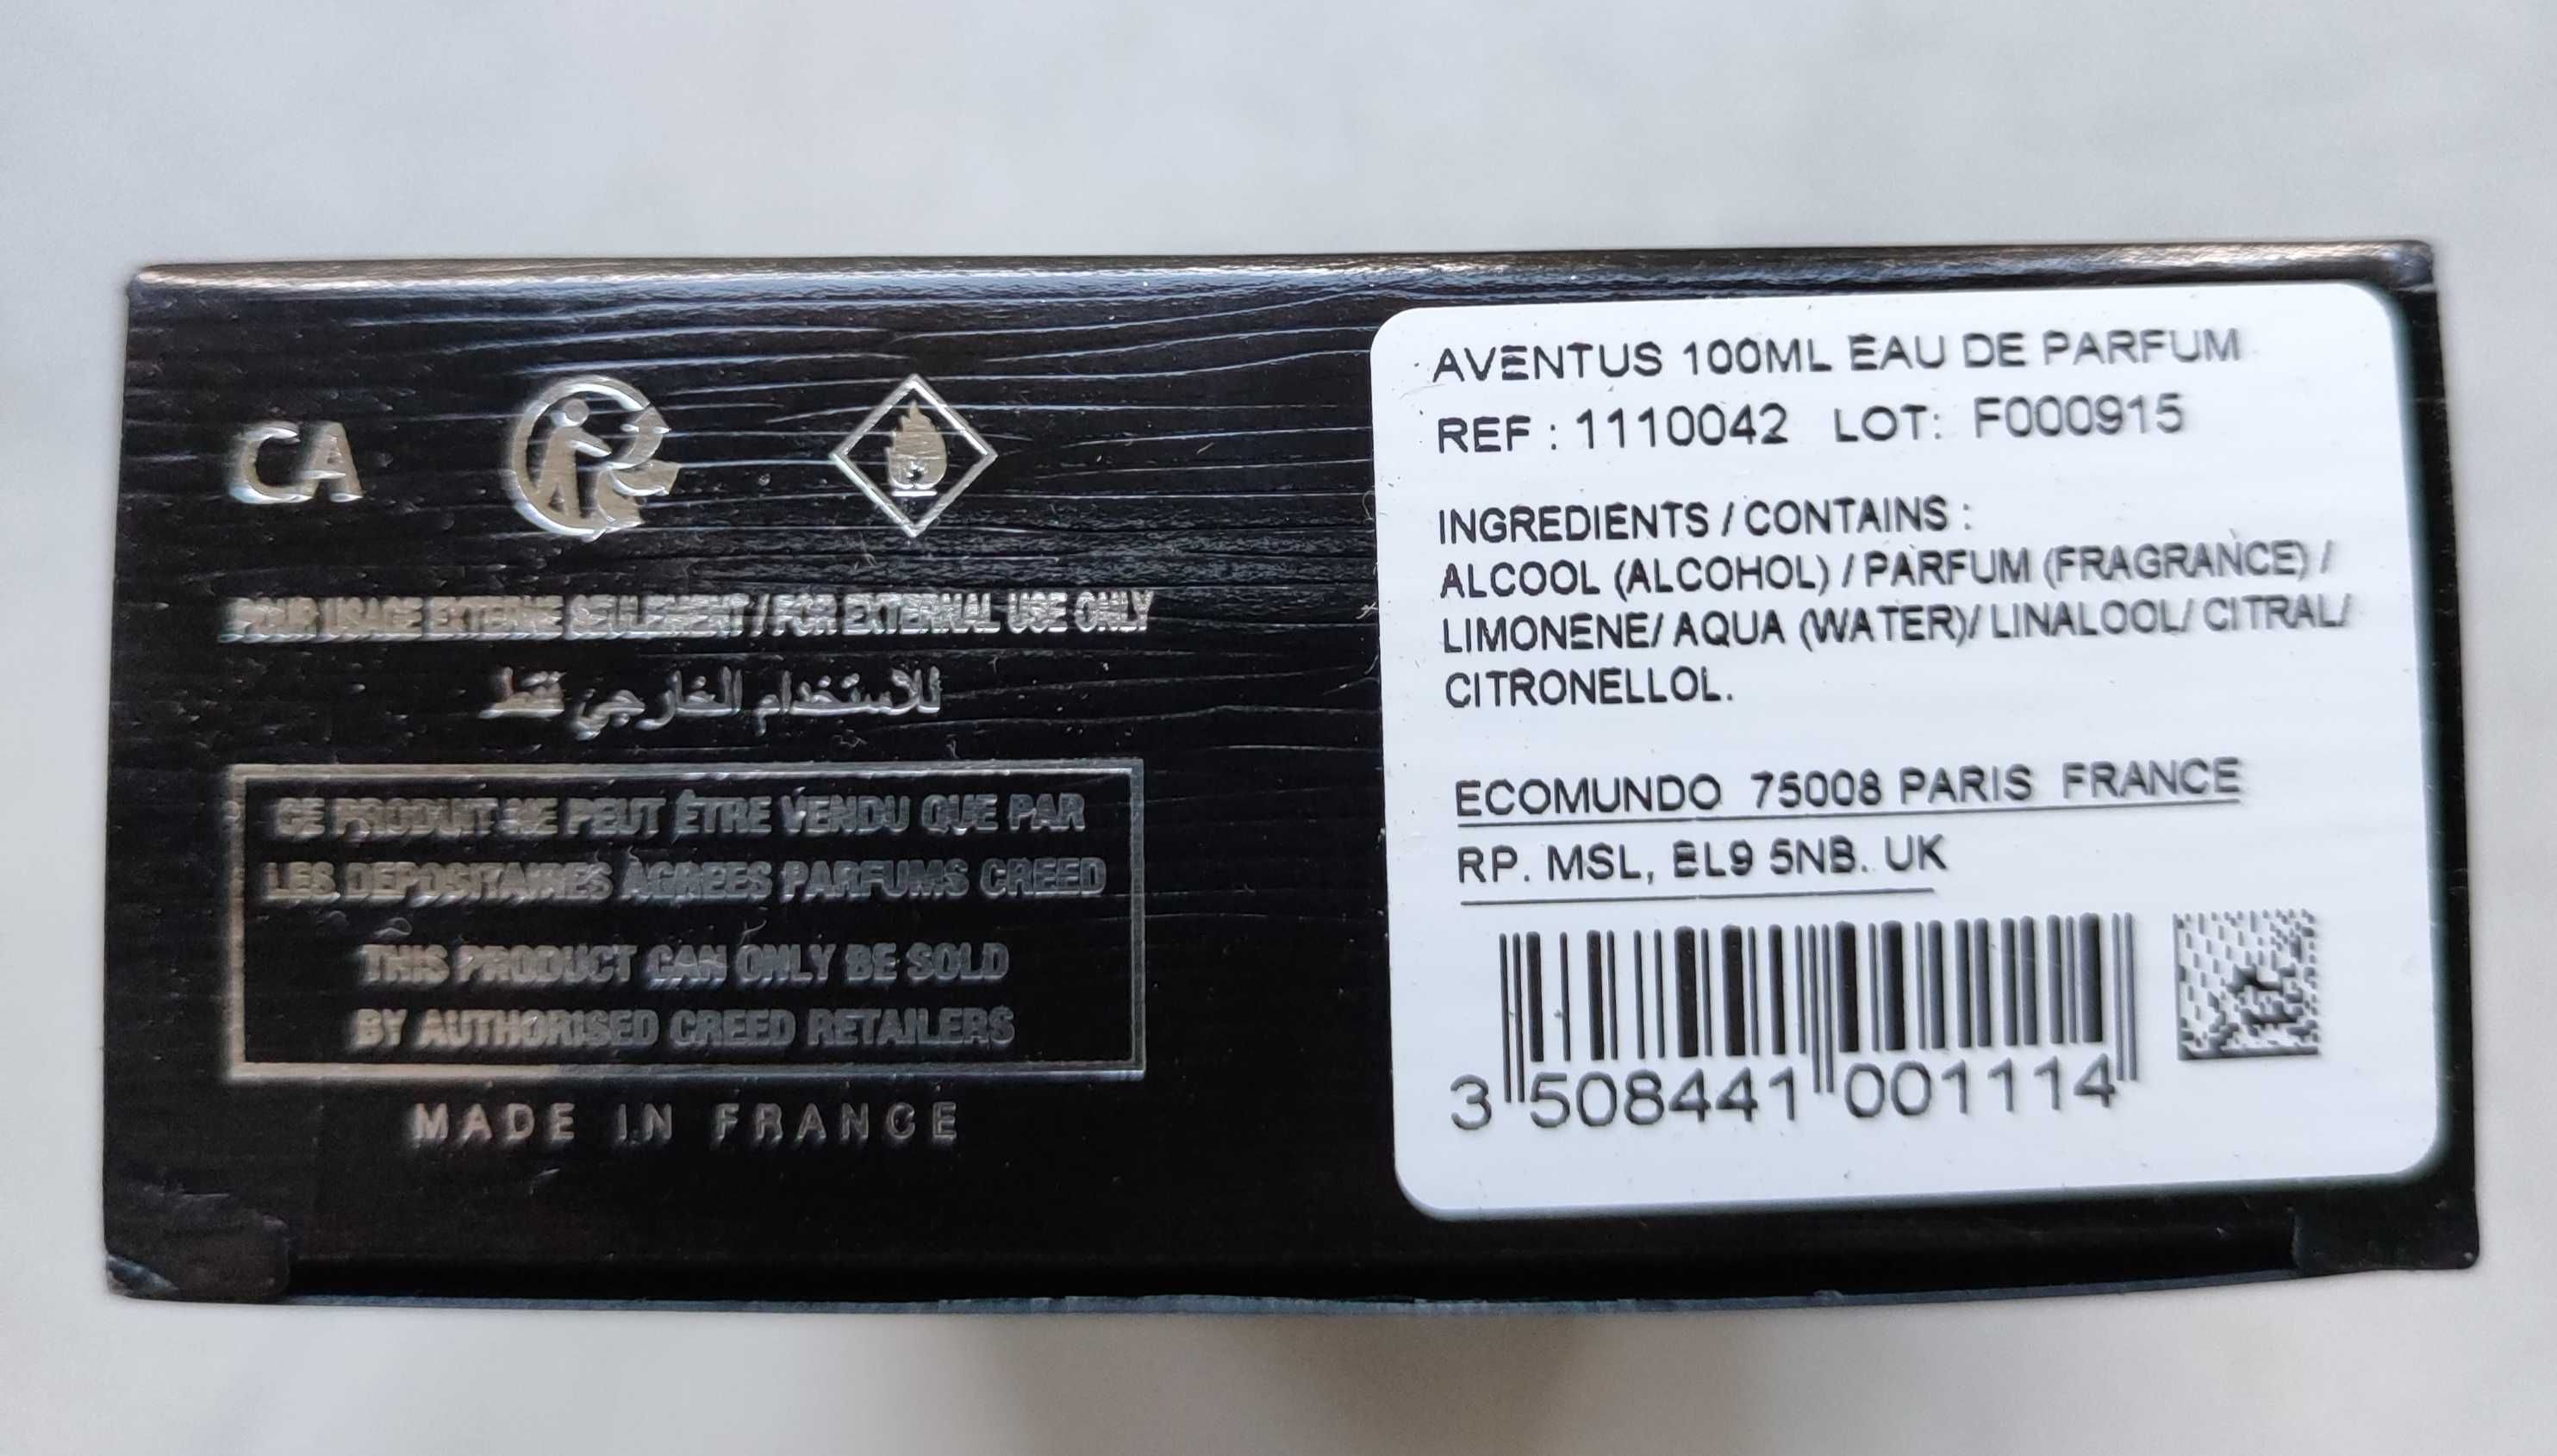 CA
POUR USAGE EXTERNE SEULEMENT / FOR EXTERNAL USE ONLY
للاستخدام الخارجي فقط
CE PRODUIT NE PEUT ÊTRE VENDU QUE PAR
LES DEPOSITAIRES AGREES PARFUMS CREED
THIS PRODUCT CAN ONLY BE SOLD
BY AUTHORISED CREED RETAILERS
MADE IN FRANCE
AVENTUS 100ML EAU DE PARFUM
REF : 1110042 LOT: F000915
INGREDIENTS / CONTAINS :
ALCOOL (ALCOHOL) / PARFUM (FRAGRANCE) /
LIMONENE/ AQUA (WATER)/ LINALOOL/ CITRAL/
CITRONELLOL.
ECOMUNDO 75008 PARIS FRANCE
RP. MSL, BL9 5NB. UK
3 508441 001114